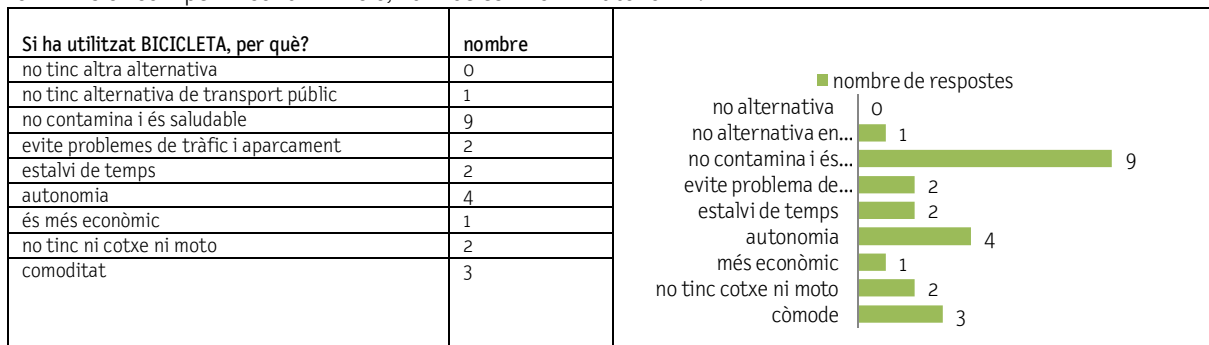 Si ha utilitzat BICICLETA, per què? nombre
no tinc altra alternativa 0
no tinc alternativa de transport públic 1
no contamina i és saludable 9
evite problemes de tràfic i aparcament 2
estalvi de temps 2
autonomia 4
és més econòmic 1
no tinc ni cotxe ni moto 2
comoditat 3
nombre de respostes
no alternativa 0
no alternativa en... 1
no contamina i és... 9
evite problema de... 2
estalvi de temps 2
autonomia 4
més econòmic 1
no tinc cotxe ni moto 2
còmode 3